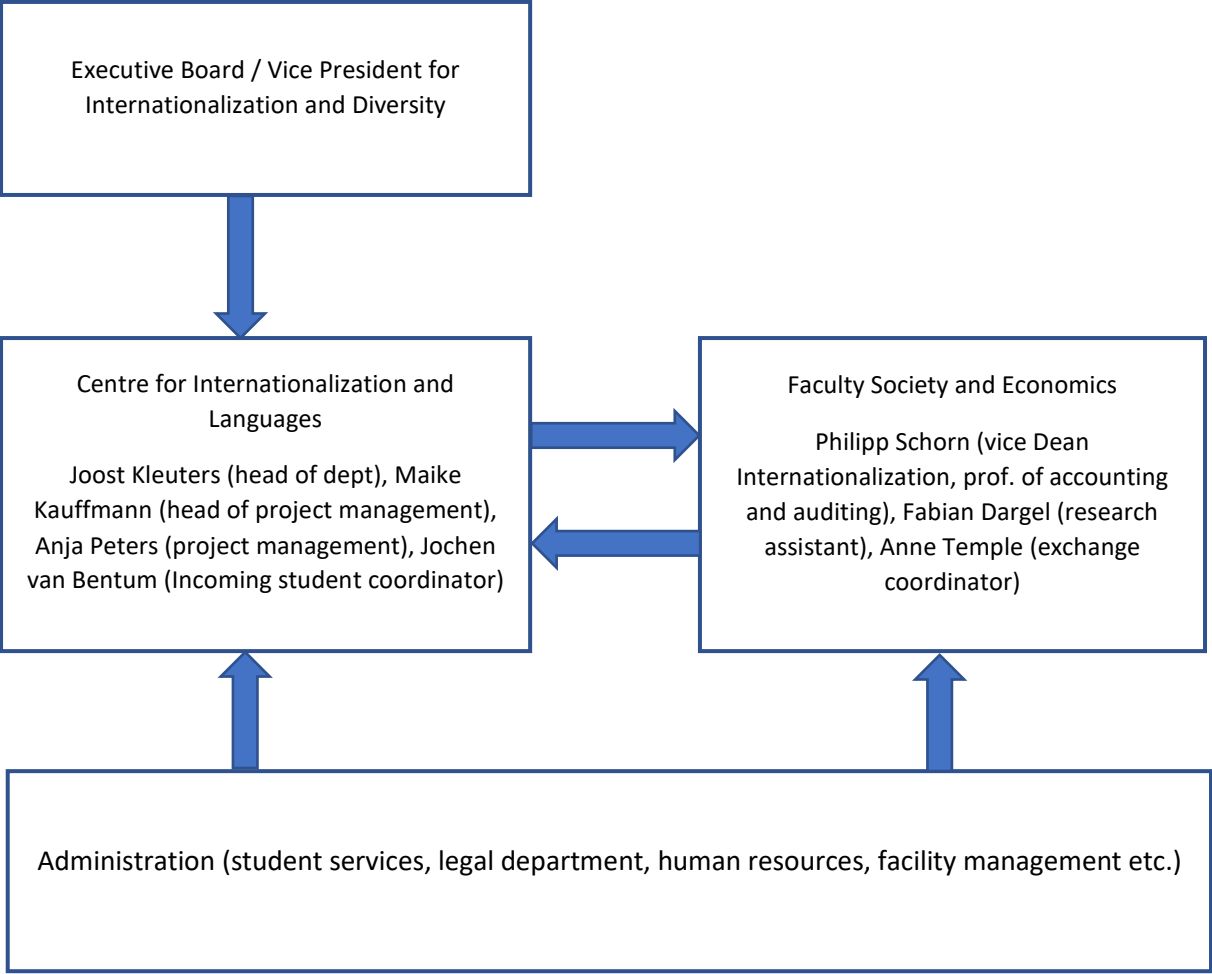 Executive Board / Vice President for
Internationalization and Diversity
Centre for Internationalization and
Languages
Joost Kleuters (head of dept), Maike
Kauffmann (head of project management),
Anja Peters (project management), Jochen
van Bentum (Incoming student coordinator)
Faculty Society and Economics
Philipp Schorn (vice Dean
Internationalization, prof. of accounting
and auditing), Fabian Dargel (research
assistant), Anne Temple (exchange
coordinator)
Administration (student services, legal department, human resources, facility management etc.)